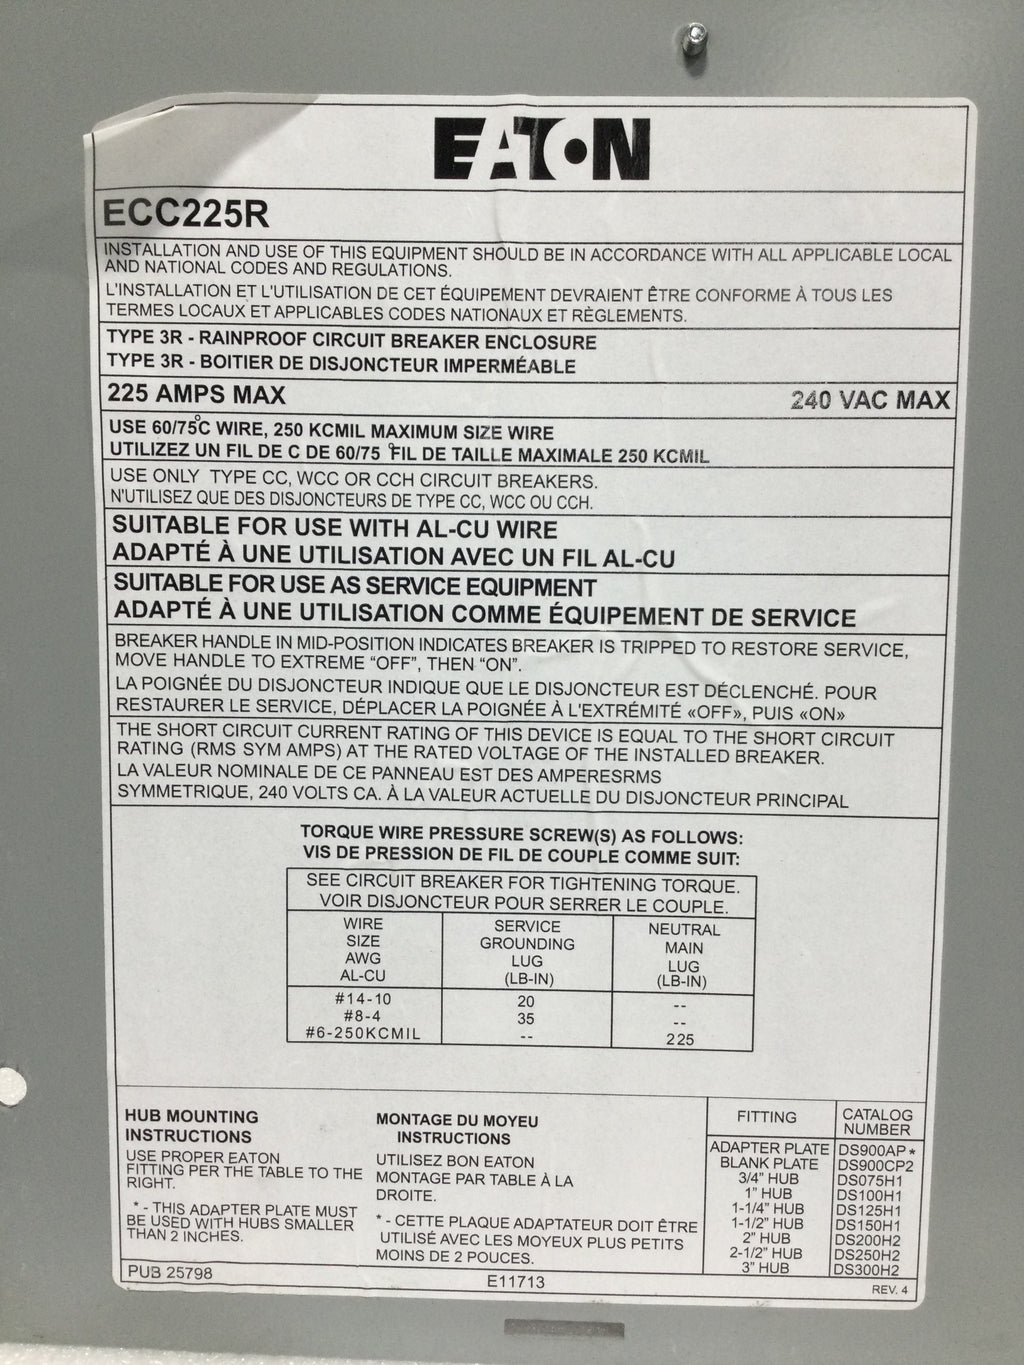 EATON
ECC225R
INSTALLATION AND USE OF THIS EQUIPMENT SHOULD BE IN ACCORDANCE WITH ALL APPLICABLE LOCAL
AND NATIONAL CODES AND REGULATIONS.
L'INSTALLATION ET L'UTILISATION DE CET ÉQUIPEMENT DEVRAIENT ÊTRE CONFORME À TOUS LES
TERMES LOCAUX ET APPLICABLES CODES NATIONAUX ET RÈGLEMENTS.
TYPE 3R - RAINPROOF CIRCUIT BREAKER ENCLOSURE
TYPE 3R - BOITIER DE DISJONCTEUR IMPERMÉABLE
225 AMPS MAX 240 VAC MAX
USE 60/75°C WIRE, 250 KCMIL MAXIMUM SIZE WIRE
UTILIZEZ UN FIL DE C DE 60/75 °FIL DE TAILLE MAXIMALE 250 KCMIL
USE ONLY TYPE CC, WCC OR CCH CIRCUIT BREAKERS.
N'UTILISEZ QUE DES DISJONCTEURS DE TYPE CC, WCC OU CCH.
SUITABLE FOR USE WITH AL-CU WIRE
ADAPTÉ À UNE UTILISATION AVEC UN FIL AL-CU
SUITABLE FOR USE AS SERVICE EQUIPMENT
ADAPTÉ À UNE UTILISATION COMME ÉQUIPEMENT DE SERVICE
BREAKER HANDLE IN MID-POSITION INDICATES BREAKER IS TRIPPED TO RESTORE SERVICE,
MOVE HANDLE TO EXTREME “OFF”, THEN “ON”.
LA POIGNÉE DU DISJONCTEUR INDIQUE QUE LE DISJONCTEUR EST DÉCLENCHÉ. POUR
RESTAURER LE SERVICE, DÉPLACER LA POIGNÉE À L'EXTRÉMITÉ «OFF», PUIS «ON»
THE SHORT CIRCUIT CURRENT RATING OF THIS DEVICE IS EQUAL TO THE SHORT CIRCUIT
RATING (RMS SYM AMPS) AT THE RATED VOLTAGE OF THE INSTALLED BREAKER.
LA VALEUR NOMINALE DE CE PANNEAU EST DES AMPERESRMS
SYMMETRIQUE, 240 VOLTS CA. À LA VALEUR ACTUELLE DU DISJONCTEUR PRINCIPAL
TORQUE WIRE PRESSURE SCREW(S) AS FOLLOWS:
VIS DE PRESSION DE FIL DE COUPLE COMME SUIT:
SEE CIRCUIT BREAKER FOR TIGHTENING TORQUE.
VOIR DISJONCTEUR POUR SERRER LE COUPLE.
WIRE
SIZE
AWG
AL-CU
SERVICE
GROUNDING
LUG
(LB-IN)
NEUTRAL
MAIN
LUG
(LB-IN)
#14-10 20 --
#8-4 35 --
#6-250KCMIL -- 225
HUB MOUNTING
INSTRUCTIONS
USE PROPER EATON
FITTING PER THE TABLE TO THE
RIGHT.
* - THIS ADAPTER PLATE MUST
BE USED WITH HUBS SMALLER
THAN 2 INCHES.
MONTAGE DU MOYEU
INSTRUCTIONS
UTILISEZ BON EATON
MONTAGE PAR TABLE À LA
DROITE.
* - CETTE PLAQUE ADAPTATEUR DOIT ÊTRE
UTILISÉ AVEC LES MOYEUX PLUS PETITS
MOINS DE 2 POUCES.
FITTING
CATALOG
NUMBER
ADAPTER PLATE DS900AP *
BLANK PLATE DS900CP2
3/4” HUB DS075H1
1” HUB DS100H1
1-1/4” HUB DS125H1
1-1/2” HUB DS150H1
2” HUB DS200H2
2-1/2” HUB DS250H2
3” HUB DS300H2
PUB 25798 E11713 REV. 4